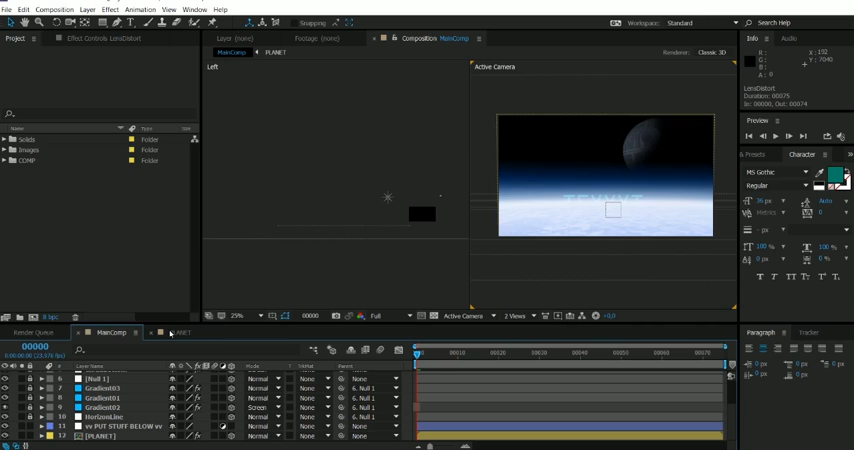 File Edit Composition Layer Effect Animation View Window Help
Snapping
Workspace: Standard
Search Help
Project
Effect Controls LensDistort
Layer (none)
Footage (none)
Composition MainComp
Info
Audio
MainComp
PLANET
Renderer: Classic 3D
Left
Active Camera
R:
G:
B:
A: 0
X: 192
Y: 7040
LensDistort
Duration: 00075
In: 00000, Out: 00074
Preview
Name
Type
Size
Solids Folder
Images Folder
COMP Folder
& Presets
Character
MS Gothic
Regular
36 px
Auto
Metrics
0
- px
100 %
100 %
0 px
0 %
T T TT Tr
8 bpc
25%
00000
Full
Active Camera
2 Views
+0,0
Render Queue
MainComp
PLANET
Paragraph
Tracker
00000
0:00:00:00 (23.976 fps)
00010 00020 00030 00040 00050 00060 00070
# Layer Name
Mode
T TrkMat
Parent
0 px
0 px
0 px
0 px
0 px
6 [Null 1] Normal None None
7 Gradient03 Normal None 6. Null 1
8 Gradient01 Normal None 6. Null 1
9 Gradient02 Screen None 6. Null 1
10 HorizonLine Normal None 6. Null 1
11 vv PUT STUFF BELOW vv Normal None None
12 [PLANET] Normal None None